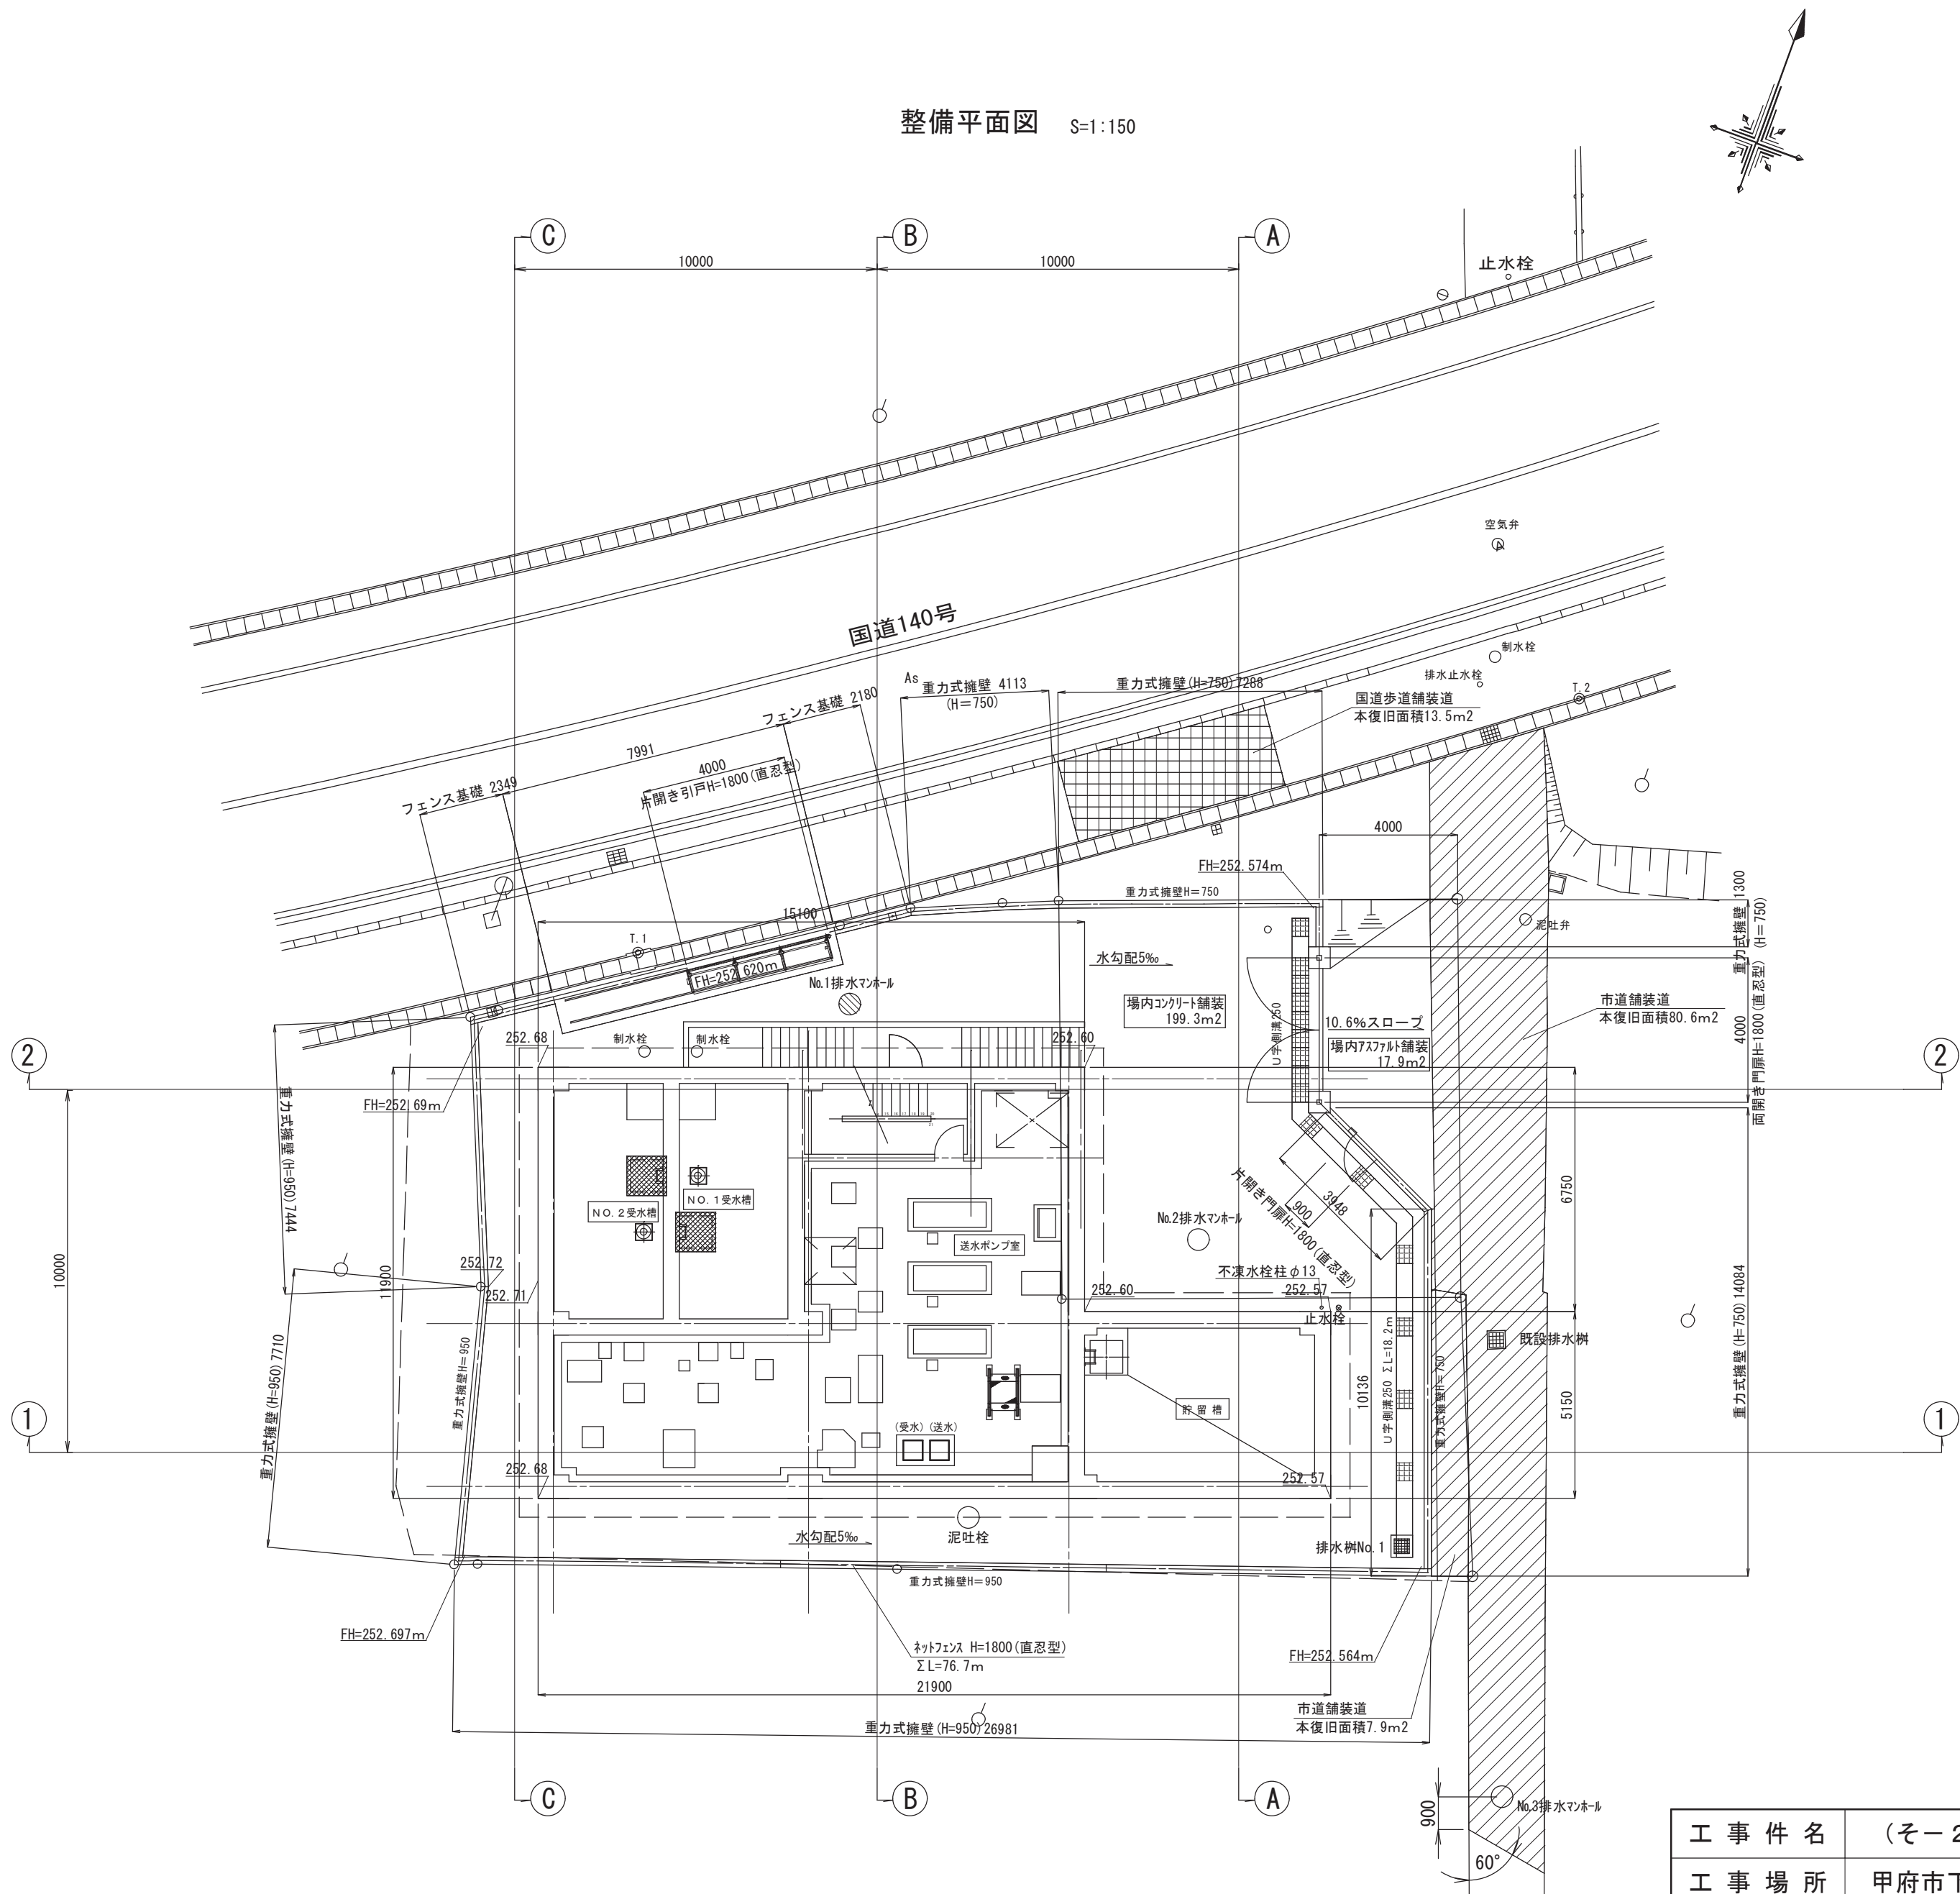 整備平面図 S=1:150
C
B
A
10000
10000
止水栓
空気弁
国道140号
制水栓
排水止水栓
T.2
As
重力式擁壁 4113
(H=750)
重力式擁壁(H=750)7288
国道歩道舗装道
本復旧面積13.5m2
フェンス基礎 2180
7991
4000
片開き引戸H=1800(直忍型)
フェンス基礎 2349
4000
FH=252.574m
重力式擁壁H=750
15100
泥吐弁
重力式擁壁 1300
(H=750)
T.1
FH=252.620m
No.1排水マンホール
水勾配5‰
場内コンクリート舗装
199.3m2
U字側溝250
10.6%スロープ
場内アスファルト舗装
17.9m2
市道舗装道
本復旧面積80.6m2
4000
両開き門扉H=1800(直忍型)
252.68
制水栓
制水栓
252.60
2
2
FH=252.69m
重力式擁壁(H=950)7444
NO.1受水槽
NO.2受水槽
送水ポンプ室
No.2排水マンホール
片開き門扉H=1800(直忍型)
900
3948
6750
10000
11900
252.72
252.71
不凍水栓柱φ13
252.60
252.57
止水栓
既設排水桝
重力式擁壁(H=950)7710
重力式擁壁H=950
10136
U字側溝250 ΣL=18.2m
重力式擁壁H=750
5150
重力式擁壁(H=750)14084
1
1
貯留槽
(受水)(送水)
252.68
252.57
泥吐栓
水勾配5‰
排水桝No.1
重力式擁壁H=950
FH=252.697m
ネットフェンス H=1800(直忍型)
ΣL=76.7m
FH=252.564m
21900
市道舗装道
本復旧面積7.9m2
重力式擁壁(H=950)26981
C
B
A
900
No.3排水マンホール
60°
工事件名 (そ－2
工事場所 甲府市下